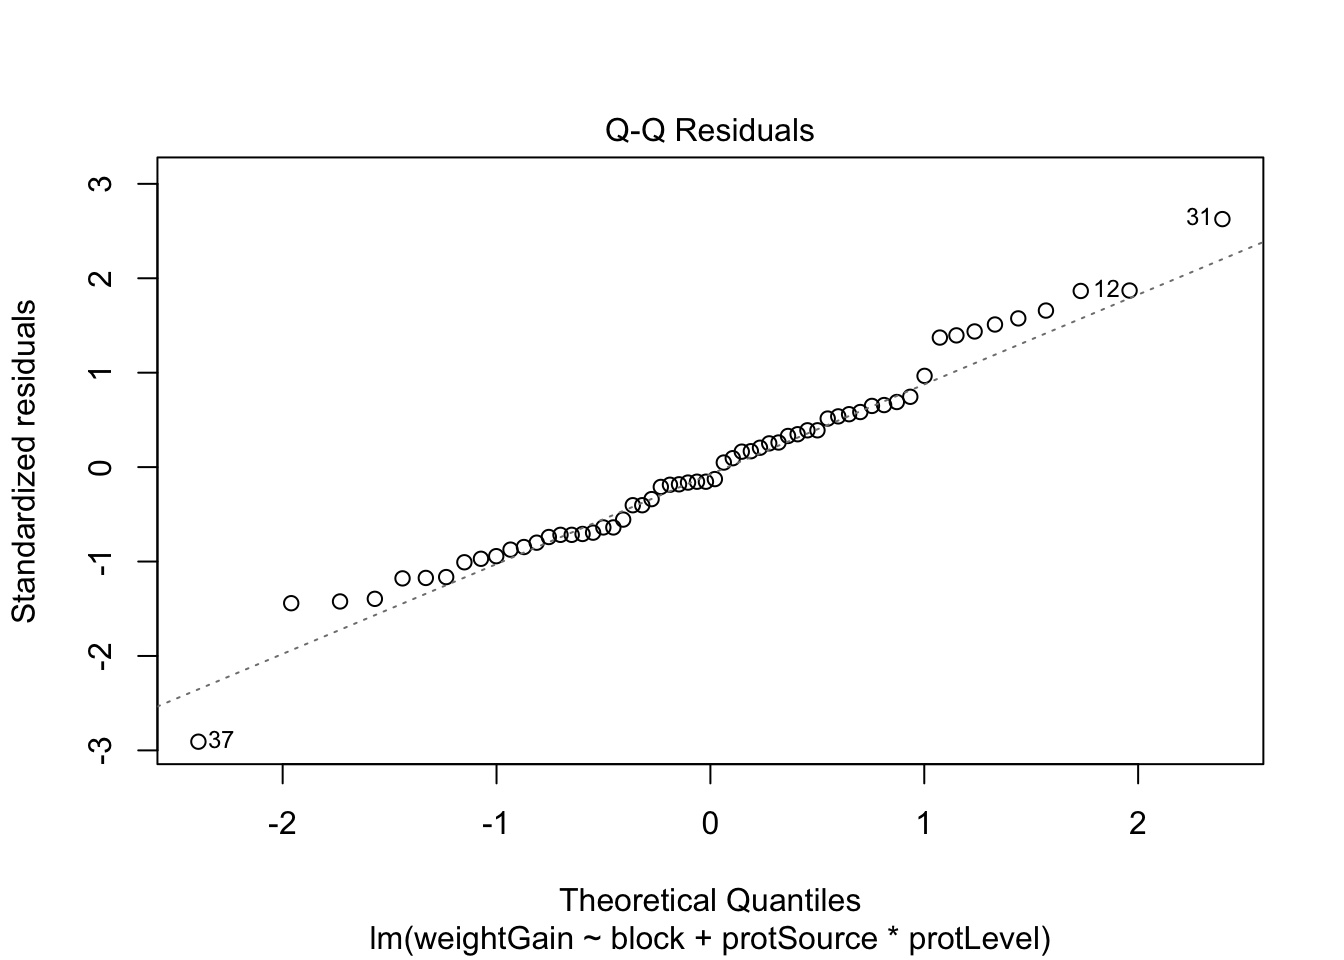 Q-Q Residuals
Standardized residuals
3
2
1
0
-1
-2
-3
31
12
37
-2 -1 0 1 2
Theoretical Quantiles
lm(weightGain ~ block + protSource * protLevel)